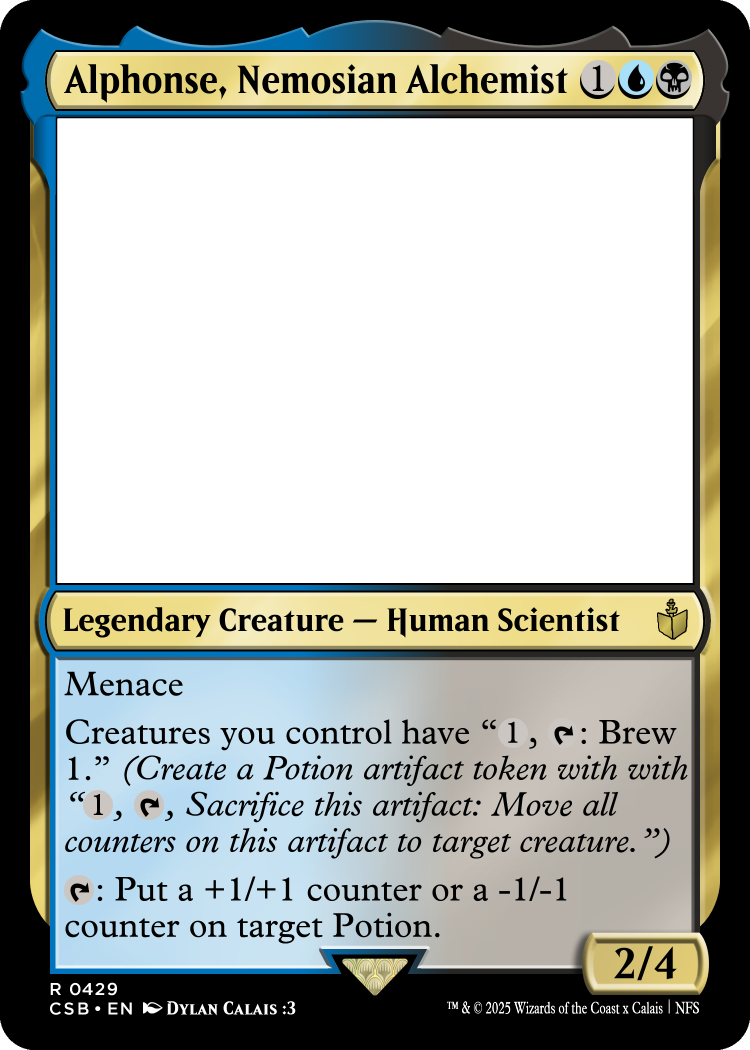 Alphonse, Nemosian Alchemist 1
Legendary Creature — Human Scientist
Menace
Creatures you control have “1, : Brew
1.” (Create a Potion artifact token with with
“1, , Sacrifice this artifact: Move all
counters on this artifact to target creature.”)
: Put a +1/+1 counter or a -1/-1
counter on target Potion.
2/4
R 0429
CSB • EN DYLAN CALAIS :3
™ & © 2025 Wizards of the Coast x Calais | NFS